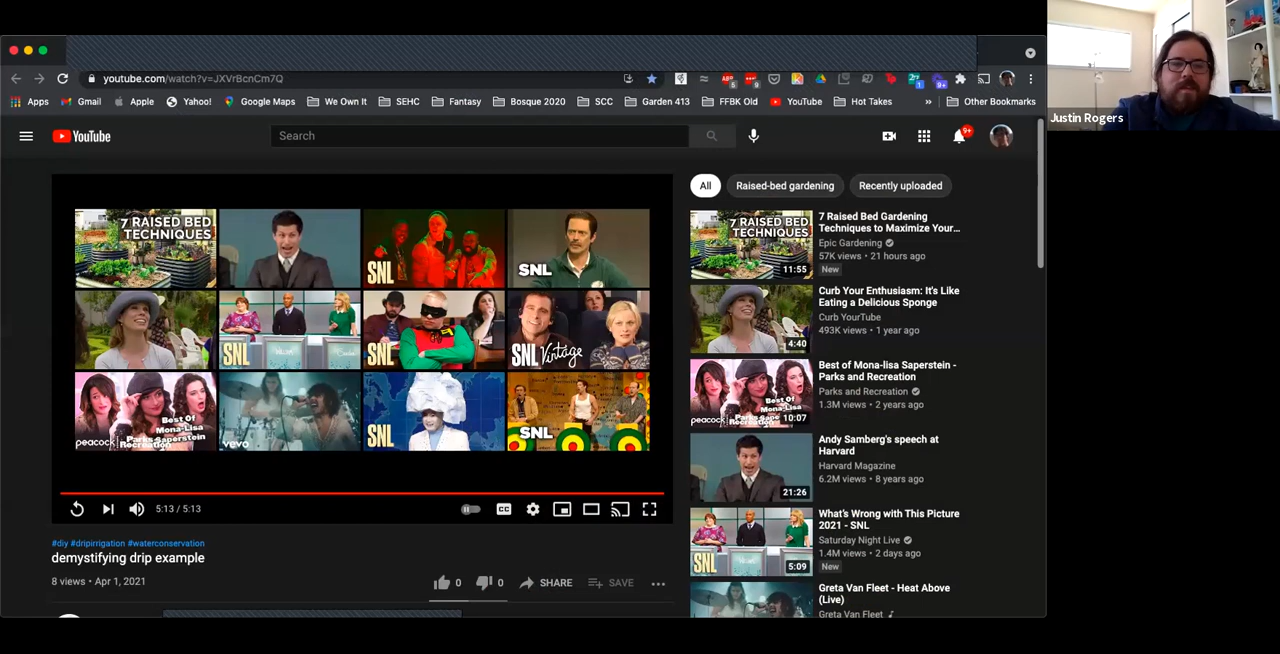 youtube.com/watch?v=JXVrBcnCm7Q
Apps Gmail Apple Yahoo! Google Maps We Own It SEHC Fantasy Bosque 2020 SCC Garden 413 FFBK Old YouTube Hot Takes » Other Bookmarks
Justin Rogers
YouTube
Search
9+
7 RAISED BED
TECHNIQUES
SNL
SNL
SNL
SNL
SNL Vintage
peacock
Best Of
Mona-Lisa
Parks Saperstein
Recreation
vevo
SNL
SNL
5:13 / 5:13
CC
#diy #dripirrigation #waterconservation
demystifying drip example
8 views • Apr 1, 2021
0 0 SHARE SAVE
All Raised-bed gardening Recently uploaded
7 RAISED BED
TECHNIQUES
11:55
7 Raised Bed Gardening
Techniques to Maximize Your...
Epic Gardening
57K views • 21 hours ago
New
4:40
Curb Your Enthusiasm: It's Like
Eating a Delicious Sponge
Curb YourTube
493K views • 1 year ago
peacock
Best Of
Mona-Lisa
10:07
Best of Mona-lisa Saperstein -
Parks and Recreation
Parks and Recreation
1.3M views • 2 years ago
21:26
Andy Samberg's speech at
Harvard
Harvard Magazine
6.2M views • 8 years ago
SNL
5:09
What's Wrong with This Picture
2021 - SNL
Saturday Night Live
1.4M views • 2 days ago
New
Greta Van Fleet - Heat Above
(Live)
Greta Van Fleet